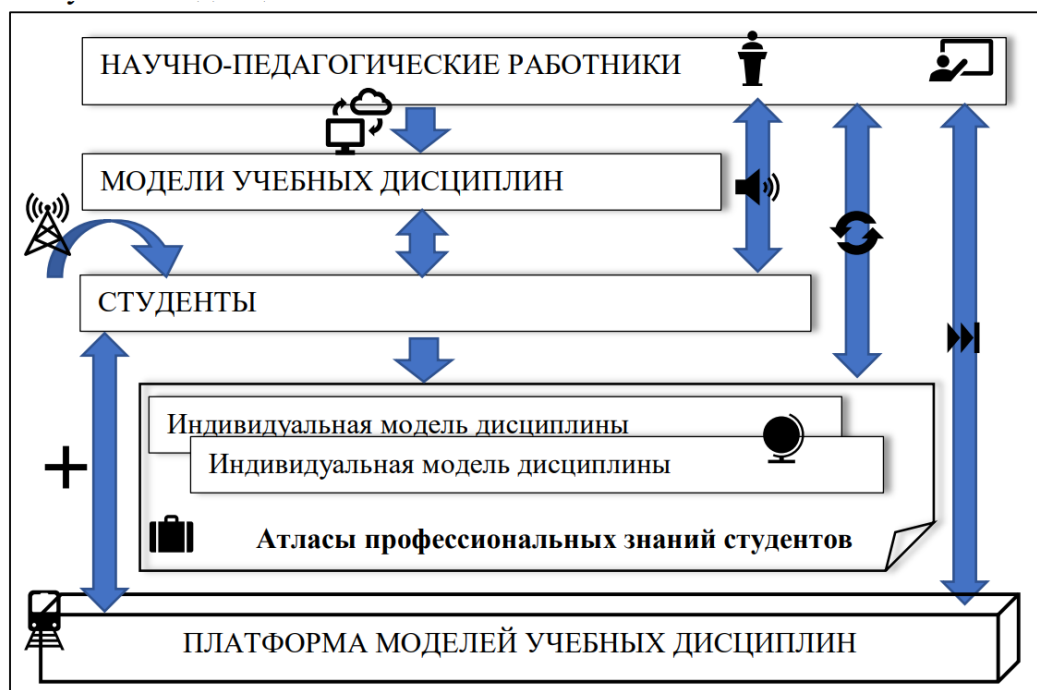 НАУЧНО-ПЕДАГОГИЧЕСКИЕ РАБОТНИКИ
МОДЕЛИ УЧЕБНЫХ ДИСЦИПЛИН
СТУДЕНТЫ
Индивидуальная модель дисциплины
Индивидуальная модель дисциплины
Атласы профессиональных знаний студентов
ПЛАТФОРМА МОДЕЛЕЙ УЧЕБНЫХ ДИСЦИПЛИН